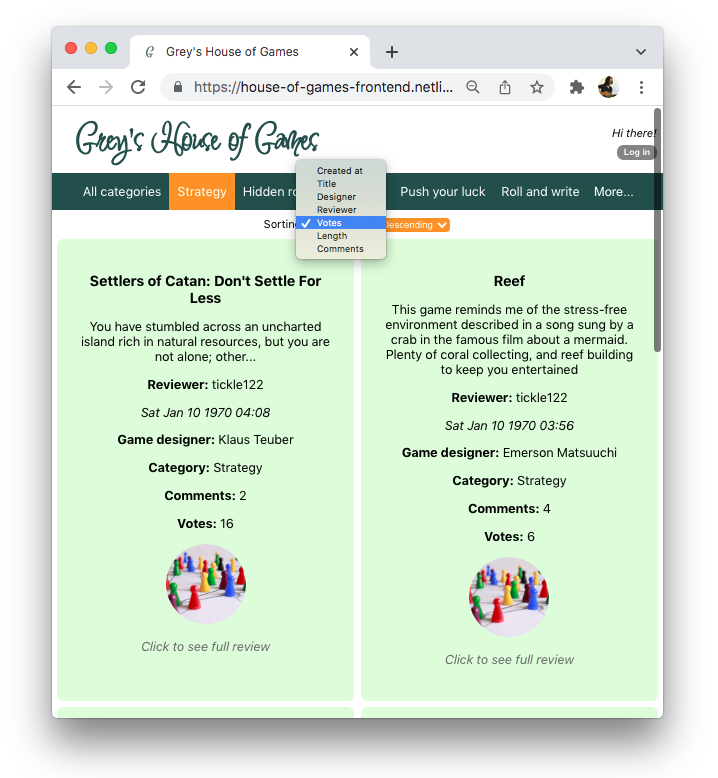 Grey's House of Games
https://house-of-games-frontend.netli...
Grey's House of Games
Hi there!
Log in
All categories Strategy Hidden Push your luck Roll and write More...
Sorting Descending
Created at
Title
Designer
Reviewer
✓ Votes
Length
Comments
Settlers of Catan: Don't Settle For
Less
You have stumbled across an uncharted
island rich in natural resources, but you are
not alone; other...
Reviewer: tickle122
Sat Jan 10 1970 04:08
Game designer: Klaus Teuber
Category: Strategy
Comments: 2
Votes: 16
Click to see full review
Reef
This game reminds me of the stress-free
environment described in a song sung by a
crab in the famous film about a mermaid.
Plenty of coral collecting, and reef building
to keep you entertained
Reviewer: tickle122
Sat Jan 10 1970 03:56
Game designer: Emerson Matsuuchi
Category: Strategy
Comments: 4
Votes: 6
Click to see full review